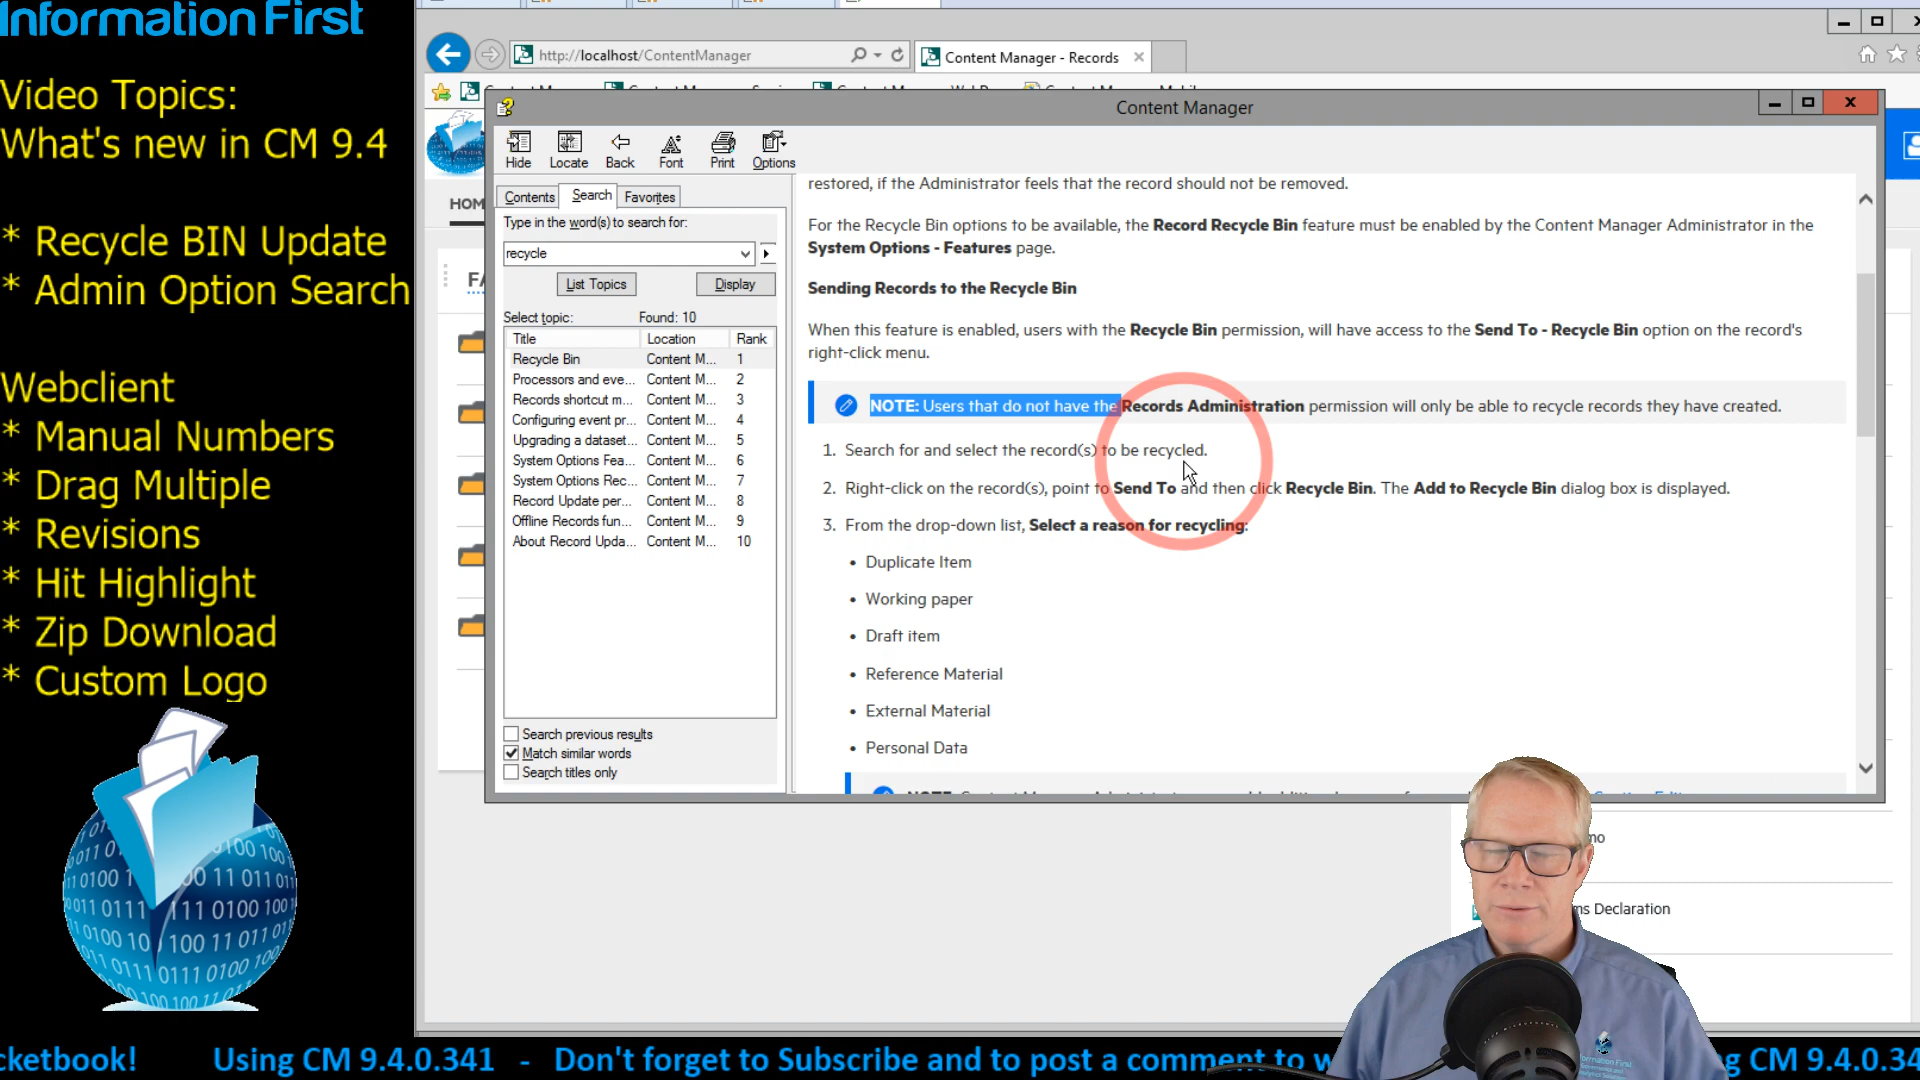 Information First
Video Topics:
What's new in CM 9.4
* Recycle BIN Update
* Admin Option Search
Webclient
* Manual Numbers
* Drag Multiple
* Revisions
* Hit Highlight
* Zip Download
* Custom Logo
http://localhost/ContentManager
Content Manager - Records
HOM
FA
Content Manager
Hide
Locate
Back
Font
Print
Options
Contents
Search
Favorites
Type in the word(s) to search for:
recycle
List Topics
Display
Select topic:
Found: 10
Title Location Rank
Recycle Bin Content M... 1
Processors and eve... Content M... 2
Records shortcut m... Content M... 3
Configuring event pr... Content M... 4
Upgrading a dataset... Content M... 5
System Options Fea... Content M... 6
System Options Rec... Content M... 7
Record Update per... Content M... 8
Offline Records fun... Content M... 9
About Record Upda... Content M... 10
Search previous results
Match similar words
Search titles only
restored, if the Administrator feels that the record should not be removed.
For the Recycle Bin options to be available, the Record Recycle Bin feature must be enabled by the Content Manager Administrator in the
System Options - Features page.
Sending Records to the Recycle Bin
When this feature is enabled, users with the Recycle Bin permission, will have access to the Send To - Recycle Bin option on the record's
right-click menu.
NOTE: Users that do not have the Records Administration permission will only be able to recycle records they have created.
1. Search for and select the record(s) to be recycled.
2. Right-click on the record(s), point to Send To and then click Recycle Bin. The Add to Recycle Bin dialog box is displayed.
3. From the drop-down list, Select a reason for recycling:
• Duplicate Item
• Working paper
• Draft item
• Reference Material
• External Material
• Personal Data
mo
ms Declaration
cketbook! Using CM 9.4.0.341 - Don't forget to Subscribe and to post a comment to w
g CM 9.4.0.34